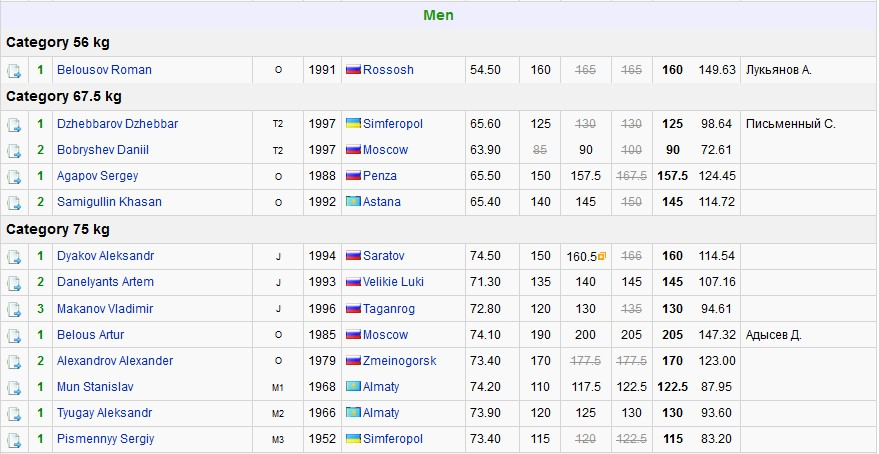 Men
Category 56 kg
1 Belousov Roman O 1991 Rossosh 54.50 160 165 165 160 149.63 Лукьянов А.
Category 67.5 kg
1 Dzhebbarov Dzhebbar T2 1997 Simferopol 65.60 125 130 130 125 98.64 Письменный С.
2 Bobryshev Daniil T2 1997 Moscow 63.90 85 90 100 90 72.61
1 Agapov Sergey O 1988 Penza 65.50 150 157.5 167.5 157.5 124.45
2 Samigullin Khasan O 1992 Astana 65.40 140 145 150 145 114.72
Category 75 kg
1 Dyakov Aleksandr J 1994 Saratov 74.50 150 160.5 166 160 114.54
2 Danelyants Artem J 1993 Velikie Luki 71.30 135 140 145 145 107.16
3 Makanov Vladimir J 1996 Taganrog 72.80 120 130 135 130 94.61
1 Belous Artur O 1985 Moscow 74.10 190 200 205 205 147.32 Адысев Д.
2 Alexandrov Alexander O 1979 Zmeinogorsk 73.40 170 177.5 177.5 170 123.00
1 Mun Stanislav M1 1968 Almaty 74.20 110 117.5 122.5 122.5 87.95
1 Tyugay Aleksandr M2 1966 Almaty 73.90 120 125 130 130 93.60
1 Pismennyy Sergiy M3 1952 Simferopol 73.40 115 120 122.5 115 83.20